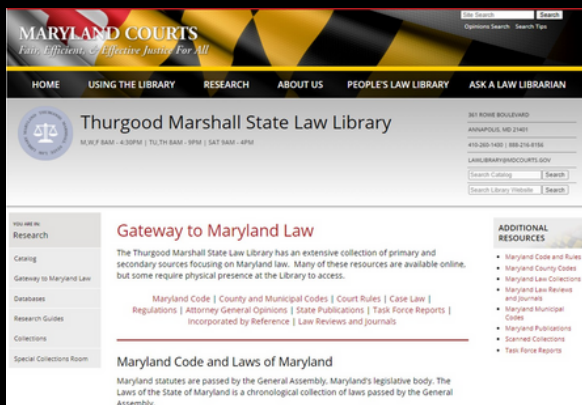 Site Search Search
Opinions Search Search Tips
MARYLAND COURTS
Fair, Efficient, & Effective Justice For All
HOME USING THE LIBRARY RESEARCH ABOUT US PEOPLE'S LAW LIBRARY ASK A LAW LIBRARIAN
Thurgood Marshall State Law Library
M,W,F 8AM - 4:30PM | TU,TH 8AM - 9PM | SAT 9AM - 4PM
361 ROWE BOULEVARD
ANNAPOLIS, MD 21401
410-260-1430 | 888-216-8156
LAWLIBRARY@MDCOURTS.GOV
Search Catalog Search
Search Library Website Search
YOU ARE IN:
Research
Catalog
Gateway to Maryland Law
Databases
Research Guides
Collections
Special Collections Room
Gateway to Maryland Law
The Thurgood Marshall State Law Library has an extensive collection of primary and
secondary sources focusing on Maryland law. Many of these resources are available online,
but some require physical presence at the Library to access.
Maryland Code | County and Municipal Codes | Court Rules | Case Law |
Regulations | Attorney General Opinions | State Publications | Task Force Reports |
Incorporated by Reference | Law Reviews and Journals
Maryland Code and Laws of Maryland
Maryland statutes are passed by the General Assembly, Maryland's legislative body. The
Laws of the State of Maryland is a chronological collection of laws passed by the General
Assembly.
ADDITIONAL
RESOURCES
Maryland Code and Rules
Maryland County Codes
Maryland Law Collections
Maryland Law Reviews
and Journals
Maryland Municipal
Codes
Maryland Publications
Scanned Collections
Task Force Reports